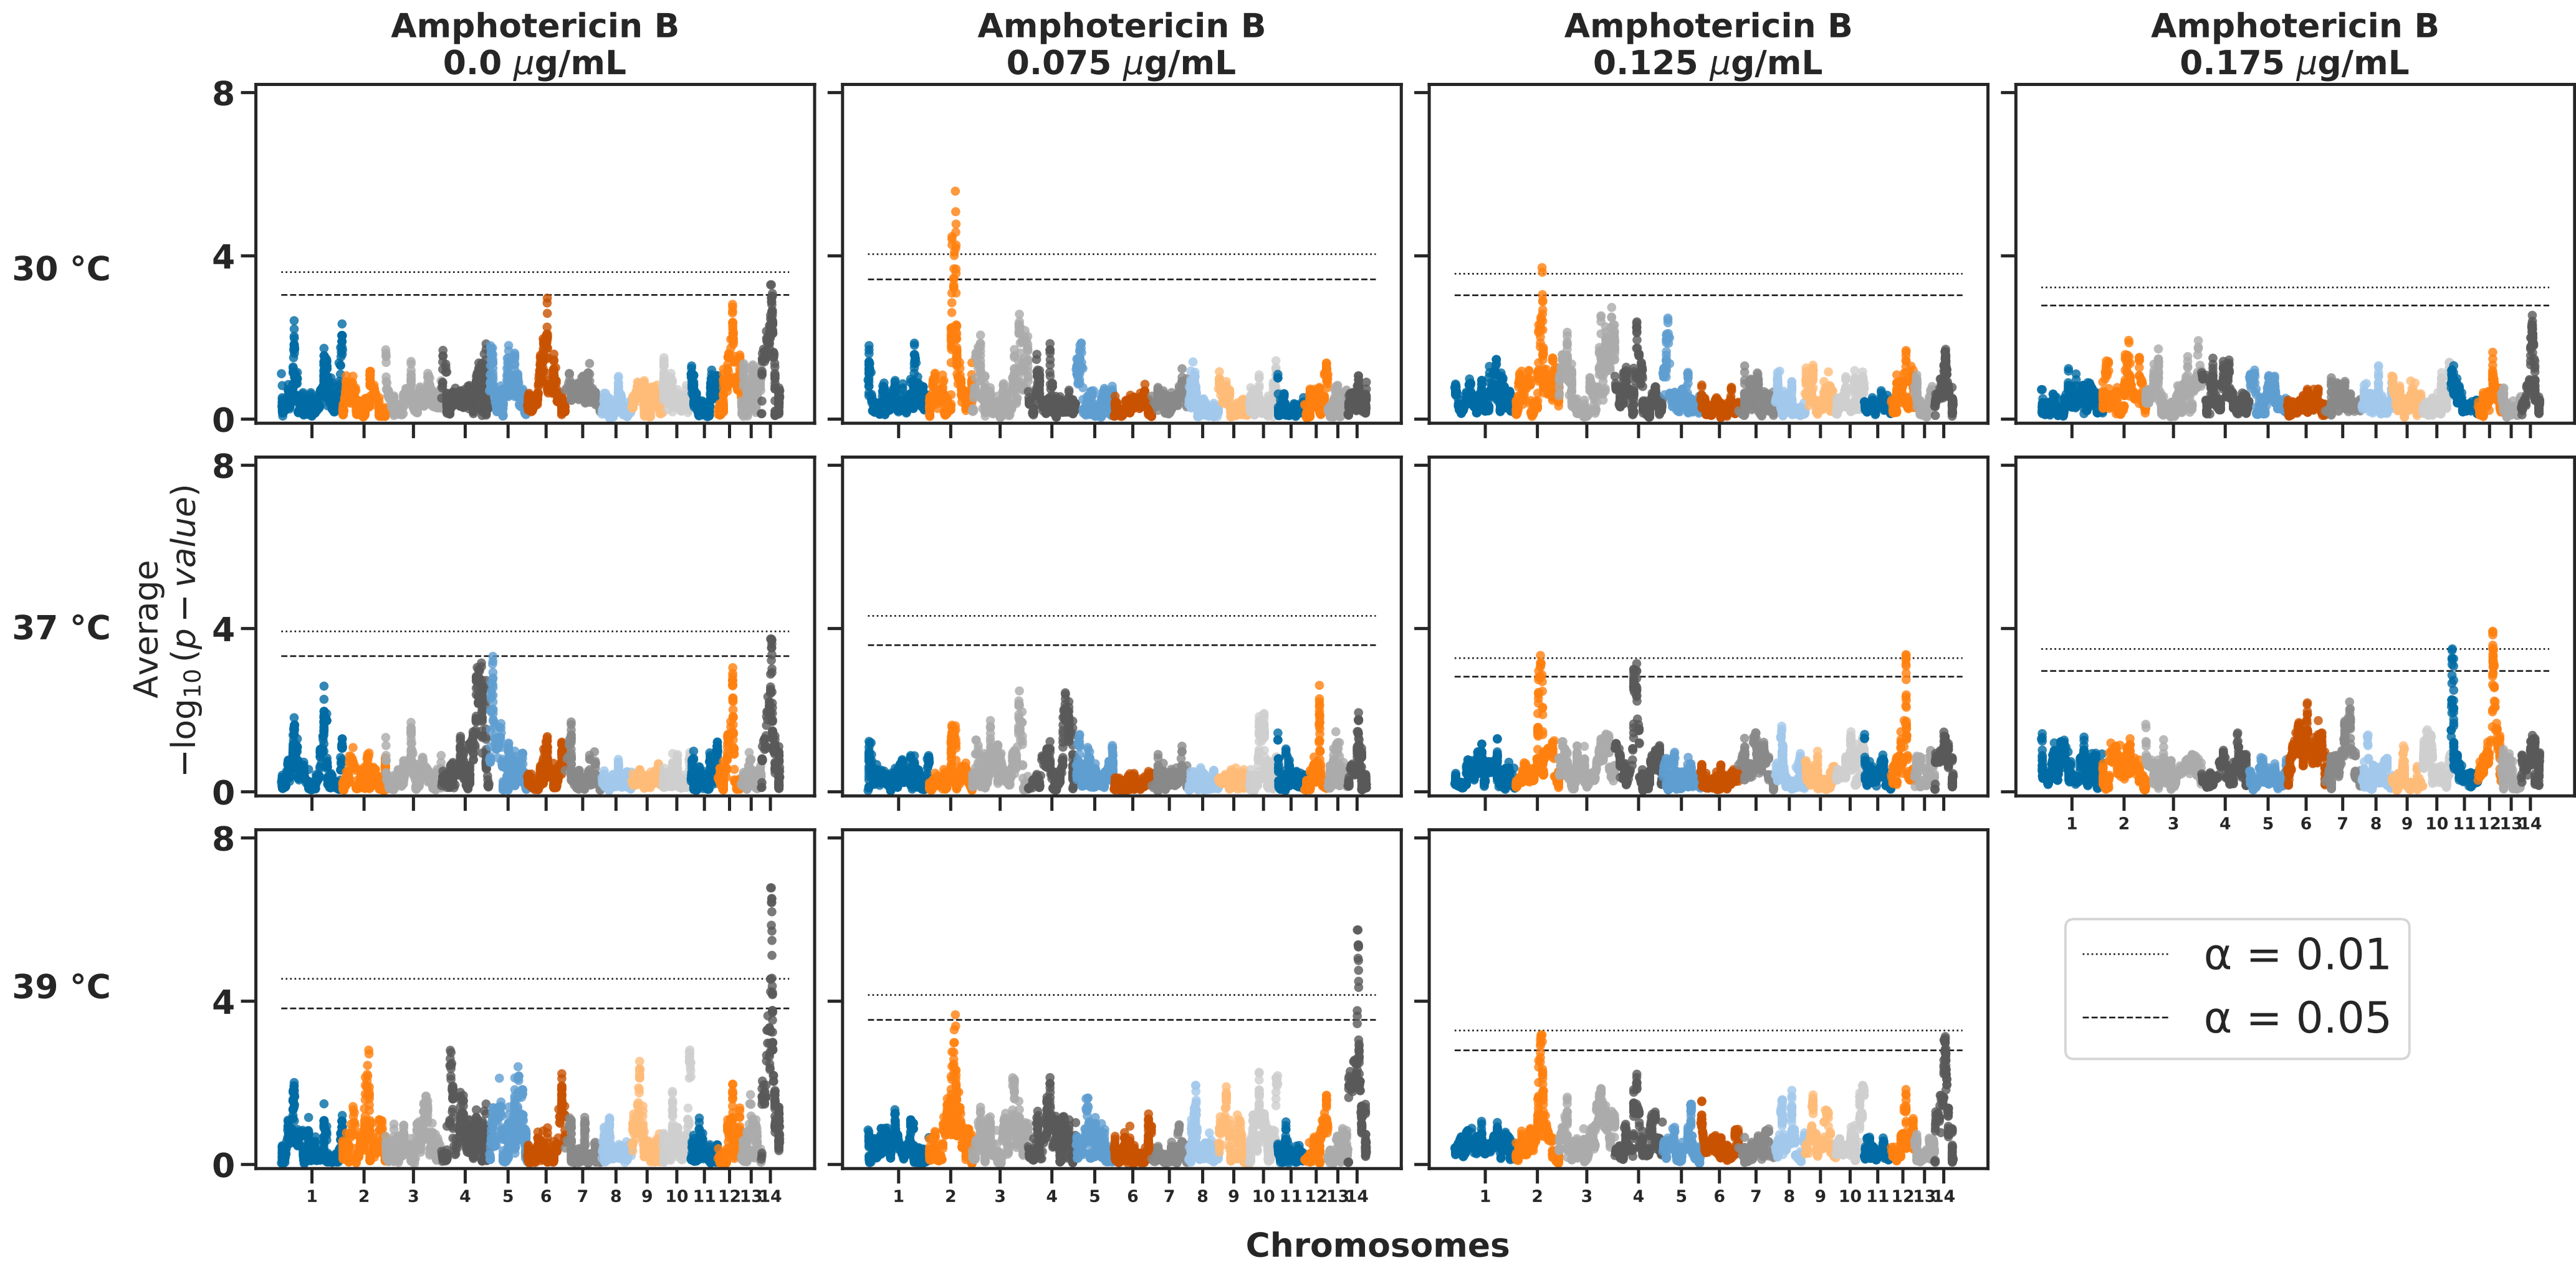 Amphotericin B
0.0 μg/mL
Amphotericin B
0.075 μg/mL
Amphotericin B
0.125 μg/mL
Amphotericin B
0.175 μg/mL
30 °C
8
4
0
37 °C
Average
−log10 (p − value)
8
4
0
1 2 3 4 5 6 7 8 9 10 11 12 13 14
39 °C
8
4
0
α = 0.01
α = 0.05
1 2 3 4 5 6 7 8 9 10 11 12 13 14
1 2 3 4 5 6 7 8 9 10 11 12 13 14
1 2 3 4 5 6 7 8 9 10 11 12 13 14
Chromosomes